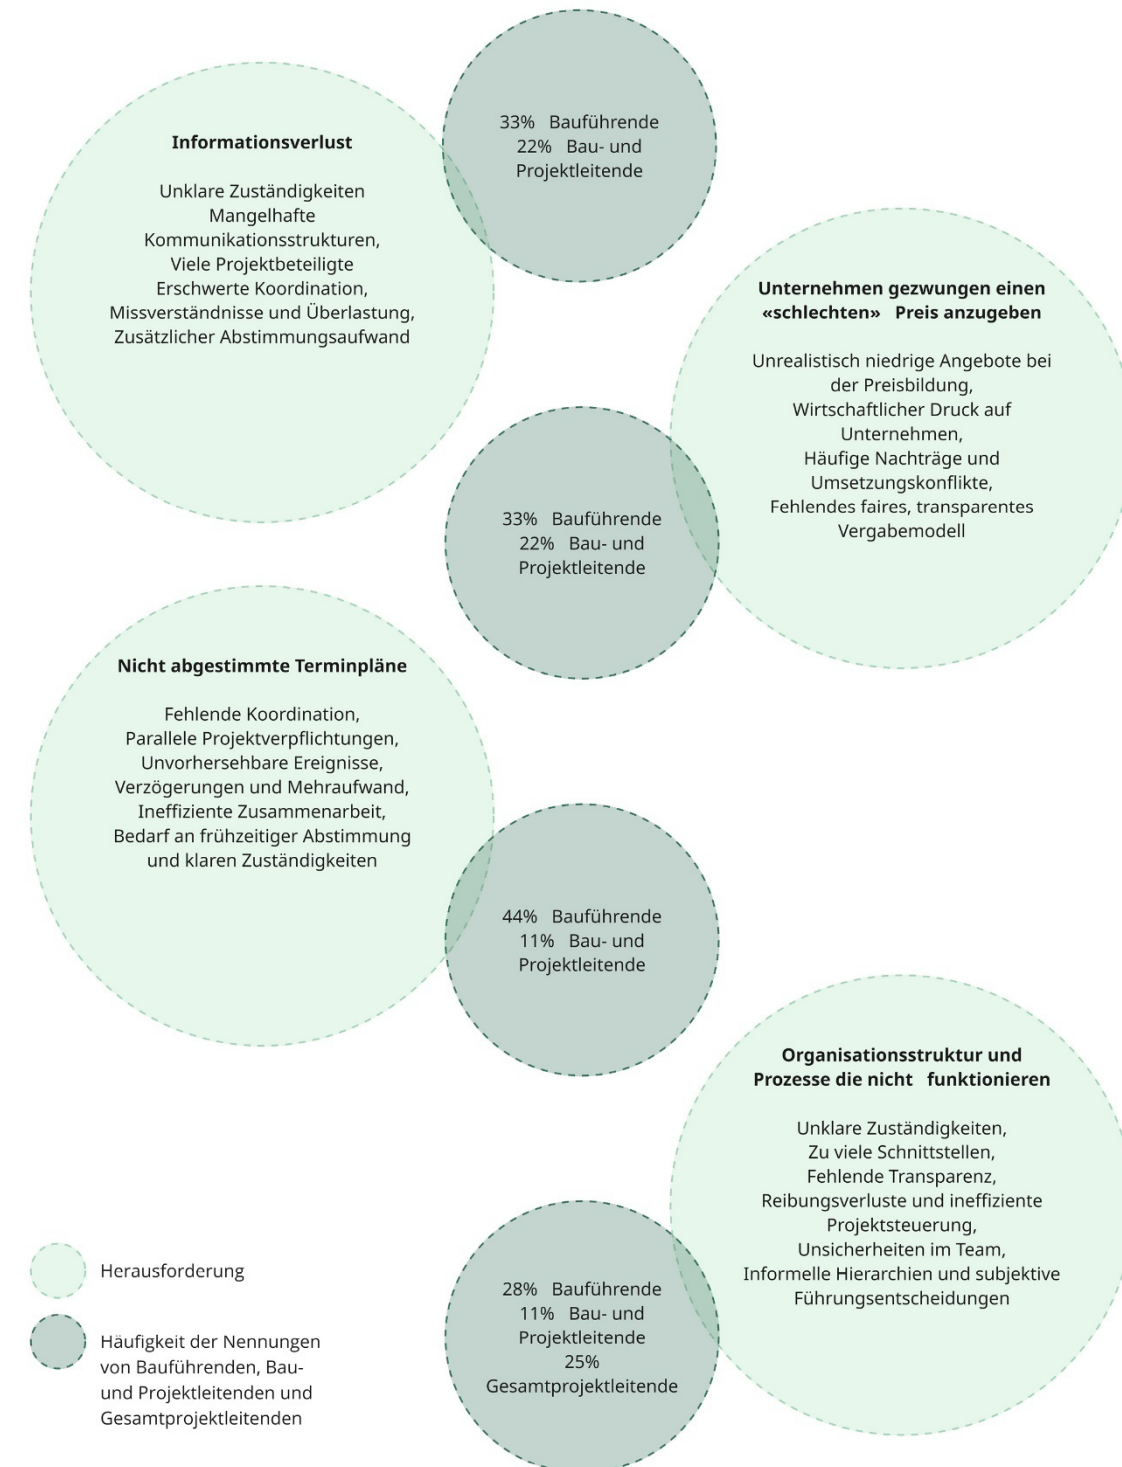 33% Bauführende
22% Bau- und
Projektleitende
Informationsverlust
Unklare Zuständigkeiten
Mangelhafte
Kommunikationsstrukturen,
Viele Projektbeteiligte
Erschwerte Koordination,
Missverständnisse und Überlastung,
Zusätzlicher Abstimmungsaufwand
Unternehmen gezwungen einen
«schlechten» Preis anzugeben
Unrealistisch niedrige Angebote bei
der Preisbildung,
Wirtschaftlicher Druck auf
Unternehmen,
Häufige Nachträge und
Umsetzungskonflikte,
Fehlendes faires, transparentes
Vergabemodell
33% Bauführende
22% Bau- und
Projektleitende
Nicht abgestimmte Terminpläne
Fehlende Koordination,
Parallele Projektverpflichtungen,
Unvorhersehbare Ereignisse,
Verzögerungen und Mehraufwand,
Ineffiziente Zusammenarbeit,
Bedarf an frühzeitiger Abstimmung
und klaren Zuständigkeiten
44% Bauführende
11% Bau- und
Projektleitende
Organisationsstruktur und
Prozesse die nicht funktionieren
Unklare Zuständigkeiten,
Zu viele Schnittstellen,
Fehlende Transparenz,
Reibungsverluste und ineffiziente
Projektsteuerung,
Unsicherheiten im Team,
Informelle Hierarchien und subjektive
Führungsentscheidungen
28% Bauführende
11% Bau- und
Projektleitende
25%
Gesamtprojektleitende
Herausforderung
Häufigkeit der Nennungen
von Bauführenden, Bau-
und Projektleitenden und
Gesamtprojektleitenden